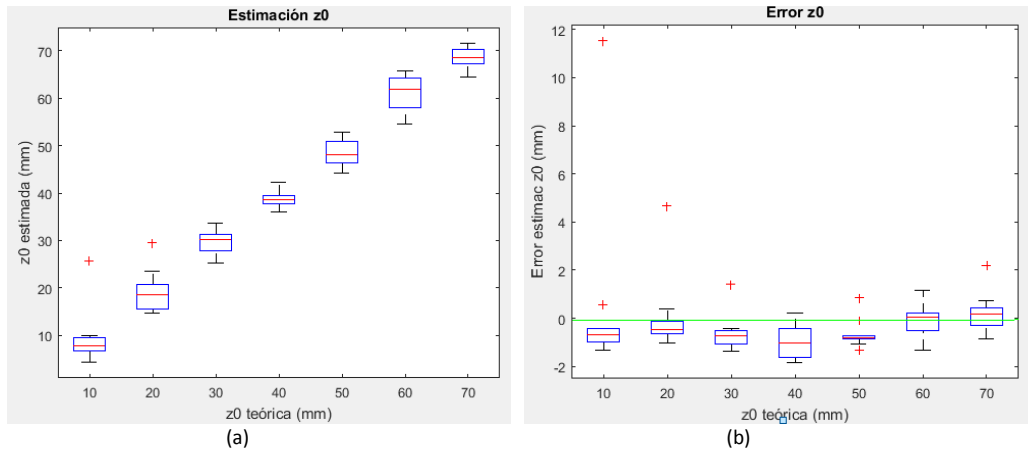 Estimación z0
70
60
50
40
30
20
10
z0 estimada (mm)
10 20 30 40 50 60 70
z0 teórica (mm)
(a)
Error z0
12
10
8
6
4
2
0
-2
Error estimac z0 (mm)
10 20 30 40 50 60 70
z0 teórica (mm)
(b)